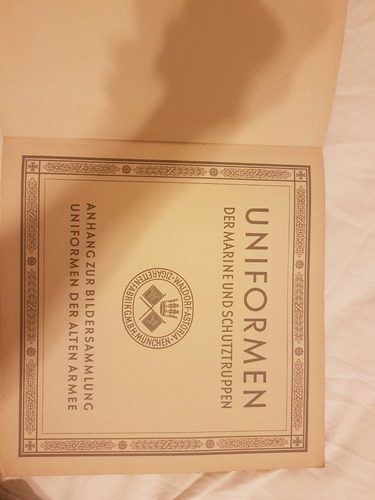 UNIFORMEN
DER MARINE UND SCHUTZTRUPPEN
WALDORF-ASTORIA·
ZIGARETTENFABRIK G.M.B.H. MÜNCHEN·
ANHANG ZUR BILDERSAMMLUNG
UNIFORMEN DER ALTEN ARMEE